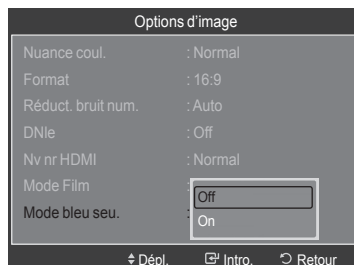 Options d'image
Nuance coul. : Normal
Format : 16:9
Réduct. bruit num. : Auto
DNIe : Off
Nv nr HDMI : Normal
Mode Film :
Off
Mode bleu seu. :
On
Dépl. Intro. Retour